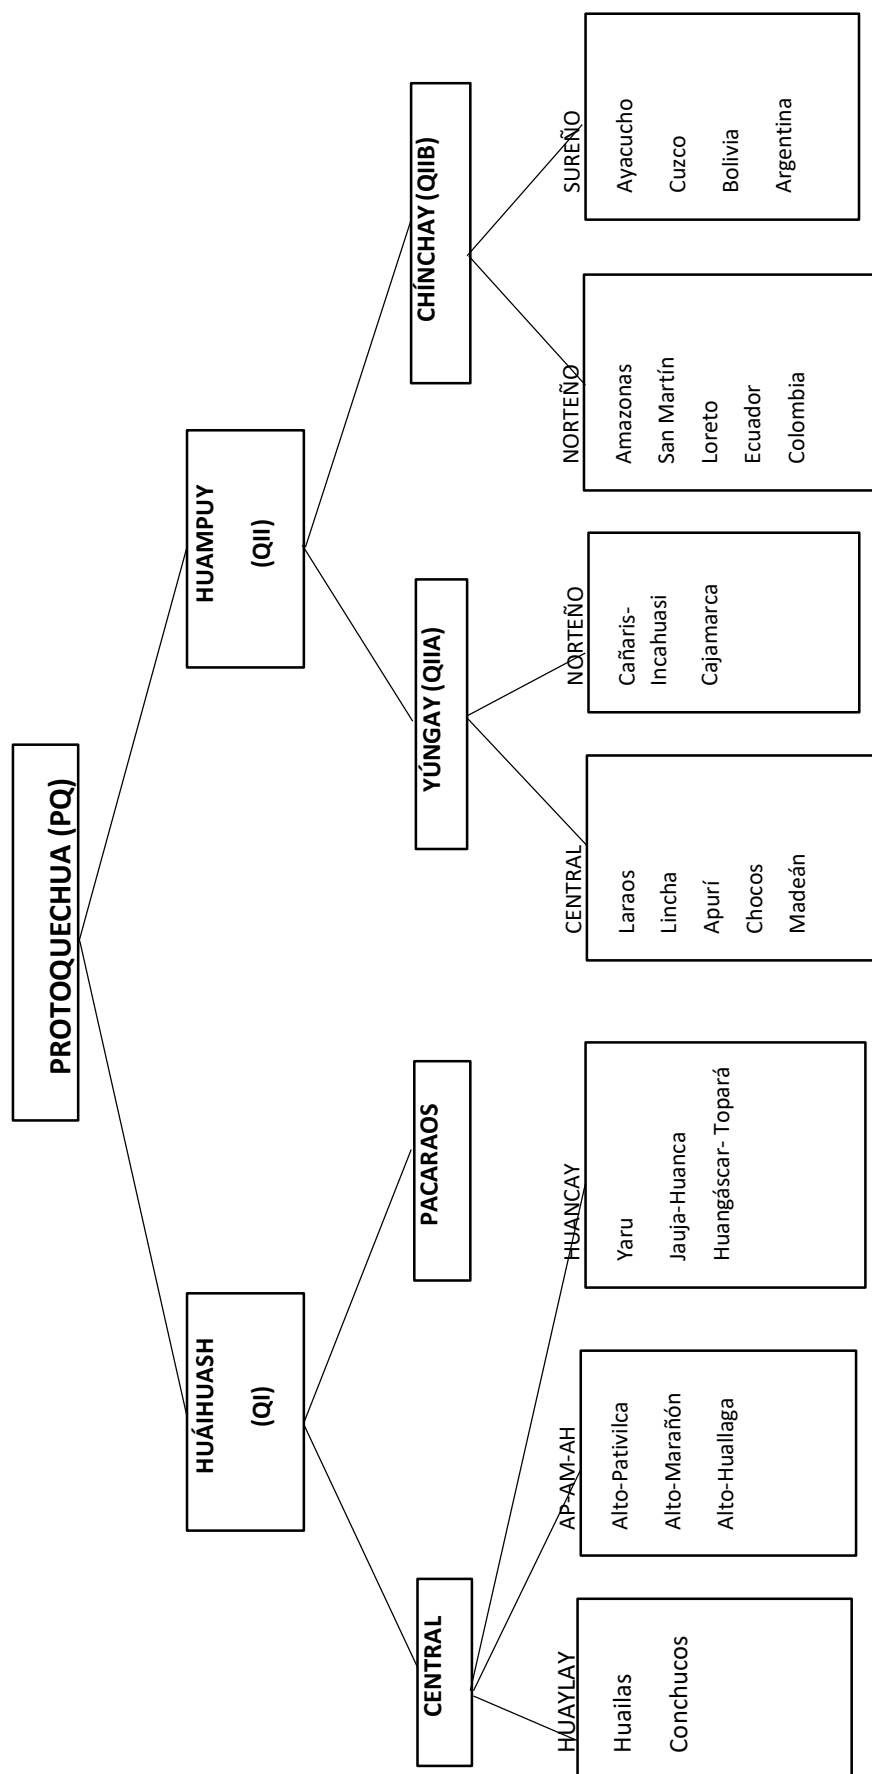 PROTOQUECHUA (PQ)
HUÁIHUASH
(QI)
HUAMPUY
(QII)
CENTRAL
PACARAOS
YÚNGAY (QIIA)
CHÍNCHAY (QIIB)
HUAYLAY
Huailas
Conchucos
AP-AM-AH
Alto-Pativilca
Alto-Marañón
Alto-Huallaga
HUANCAY
Yaru
Jauja-Huanca
Huangáscar- Topará
CENTRAL
Laraos
Lincha
Apurí
Chocos
Madeán
NORTEÑO
Cañaris-
Incahuasi
Cajamarca
NORTEÑO
Amazonas
San Martín
Loreto
Ecuador
Colombia
SUREÑO
Ayacucho
Cuzco
Bolivia
Argentina